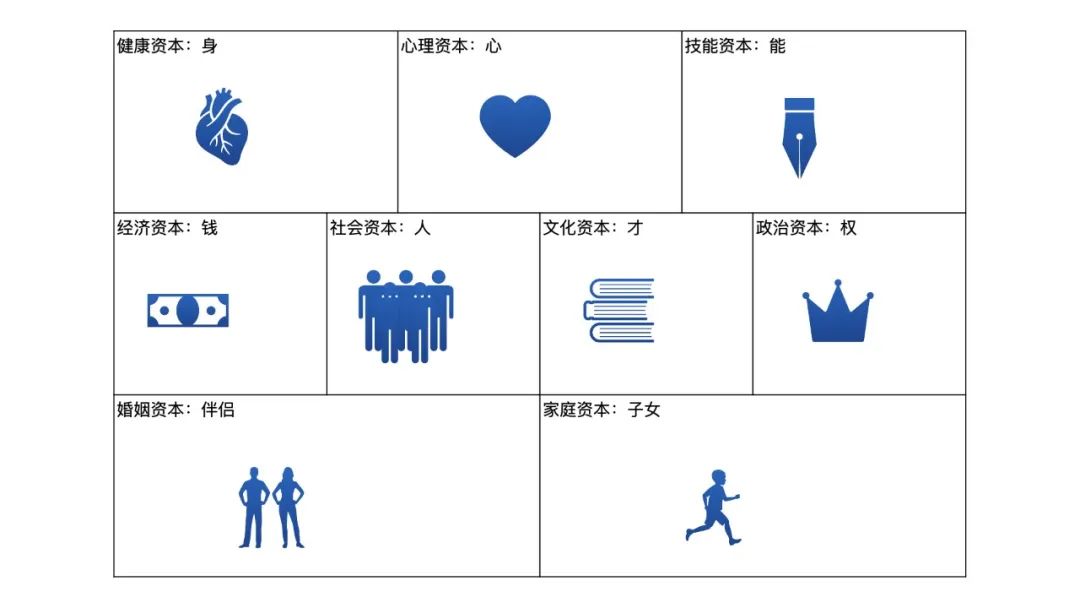 健康资本：身
心理资本：心
技能资本：能
经济资本：钱
社会资本：人
文化资本：才
政治资本：权
婚姻资本：伴侣
家庭资本：子女